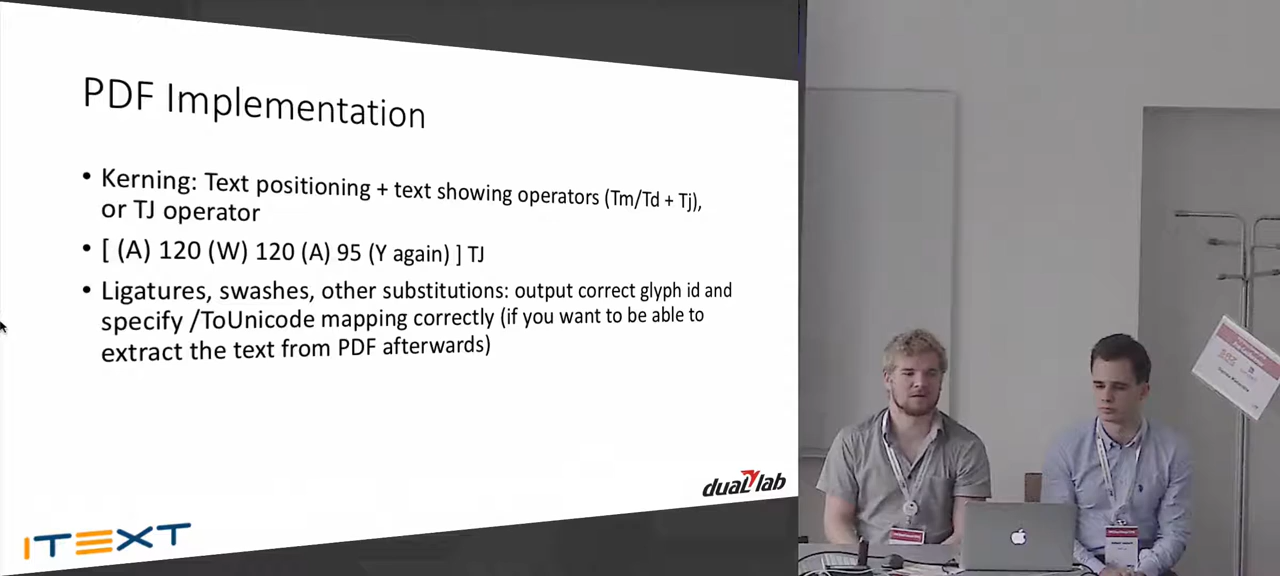 PDF Implementation
• Kerning: Text positioning + text showing operators (Tm/Td + Tj),
or TJ operator
• [ (A) 120 (W) 120 (A) 95 (Y again) ] TJ
• Ligatures, swashes, other substitutions: output correct glyph id and
specify /ToUnicode mapping correctly (if you want to be able to
extract the text from PDF afterwards)
dual lab
ITEXT